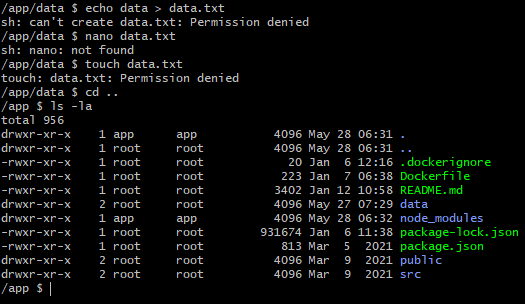 /app/data $ echo data > data.txt
sh: can't create data.txt: Permission denied
/app/data $ nano data.txt
sh: nano: not found
/app/data $ touch data.txt
touch: data.txt: Permission denied
/app/data $ cd ..
/app $ ls -la
total 956
drwxr-xr-x    1 app      app           4096 May 28 06:31 .
drwxr-xr-x    1 root     root          4096 May 28 06:31 ..
-rwxr-xr-x    1 root     root            20 Jan  6 12:16 .dockerignore
-rwxr-xr-x    1 root     root           223 Jan  7 06:38 Dockerfile
-rwxr-xr-x    1 root     root          3402 Jan 12 10:58 README.md
drwxr-xr-x    2 root     root          4096 May 27 07:29 data
drwxr-xr-x    1 app      app           4096 May 28 06:32 node_modules
-rwxr-xr-x    1 root     root        931674 Jan  6 11:38 package-lock.json
-rwxr-xr-x    1 root     root           813 Mar  5  2021 package.json
drwxr-xr-x    2 root     root          4096 Mar  9  2021 public
drwxr-xr-x    2 root     root          4096 Mar  9  2021 src
/app $